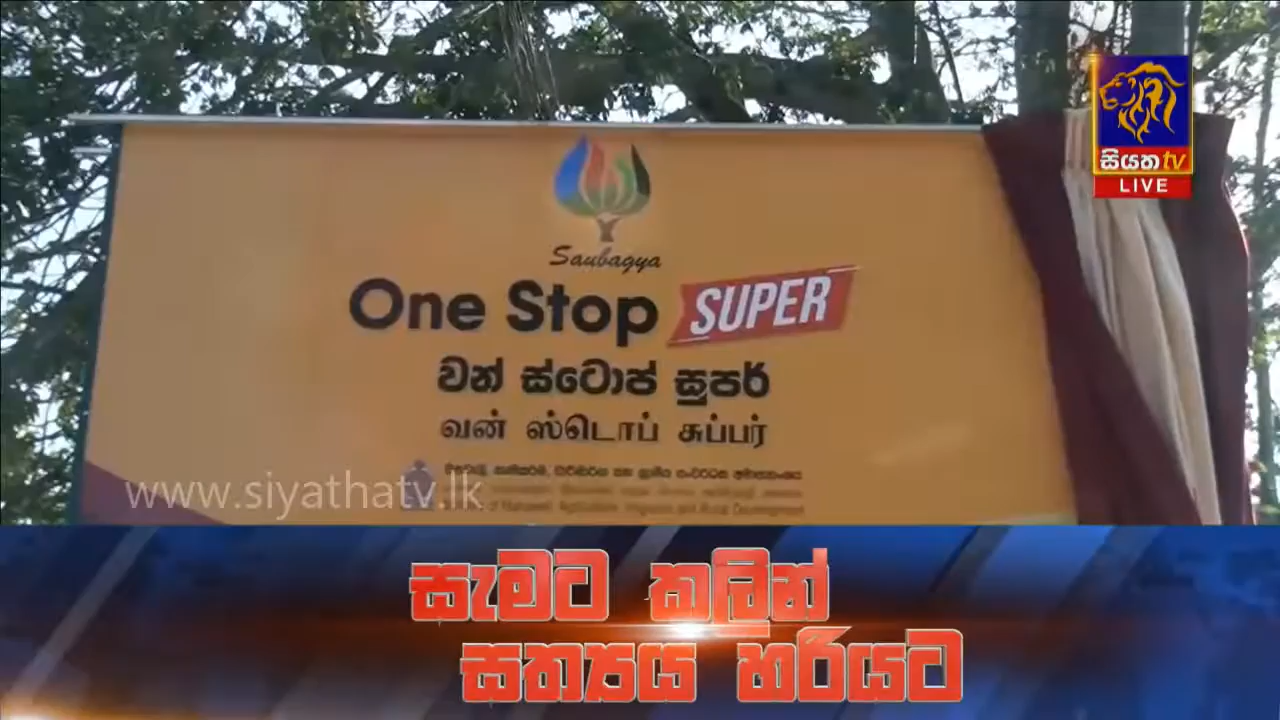 සියත tv
LIVE
Saubagya
One Stop SUPER
වන් ස්ටොප් සුපර්
வன் ஸ்டொப் சுப்பர்
www.siyathatv.lk
සැමට කලින්
සත්‍යය හරියට